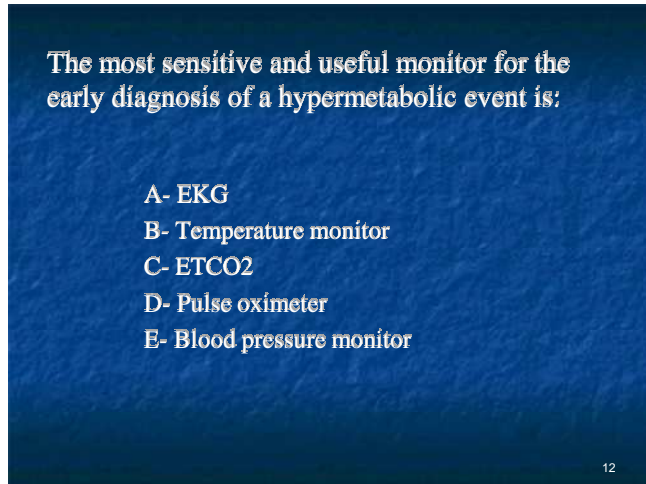 The most sensitive and useful monitor for the
early diagnosis of a hypermetabolic event is:
A- EKG
B- Temperature monitor
C- ETCO2
D- Pulse oximeter
E- Blood pressure monitor
12